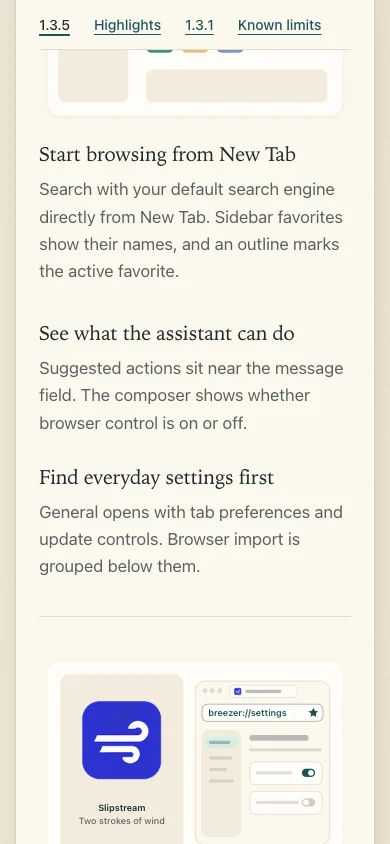 1.3.5 Highlights 1.3.1 Known limits
Start browsing from New Tab
Search with your default search engine
directly from New Tab. Sidebar favorites
show their names, and an outline marks
the active favorite.
See what the assistant can do
Suggested actions sit near the message
field. The composer shows whether
browser control is on or off.
Find everyday settings first
General opens with tab preferences and
update controls. Browser import is
grouped below them.
breezer://settings
Slipstream
Two strokes of wind